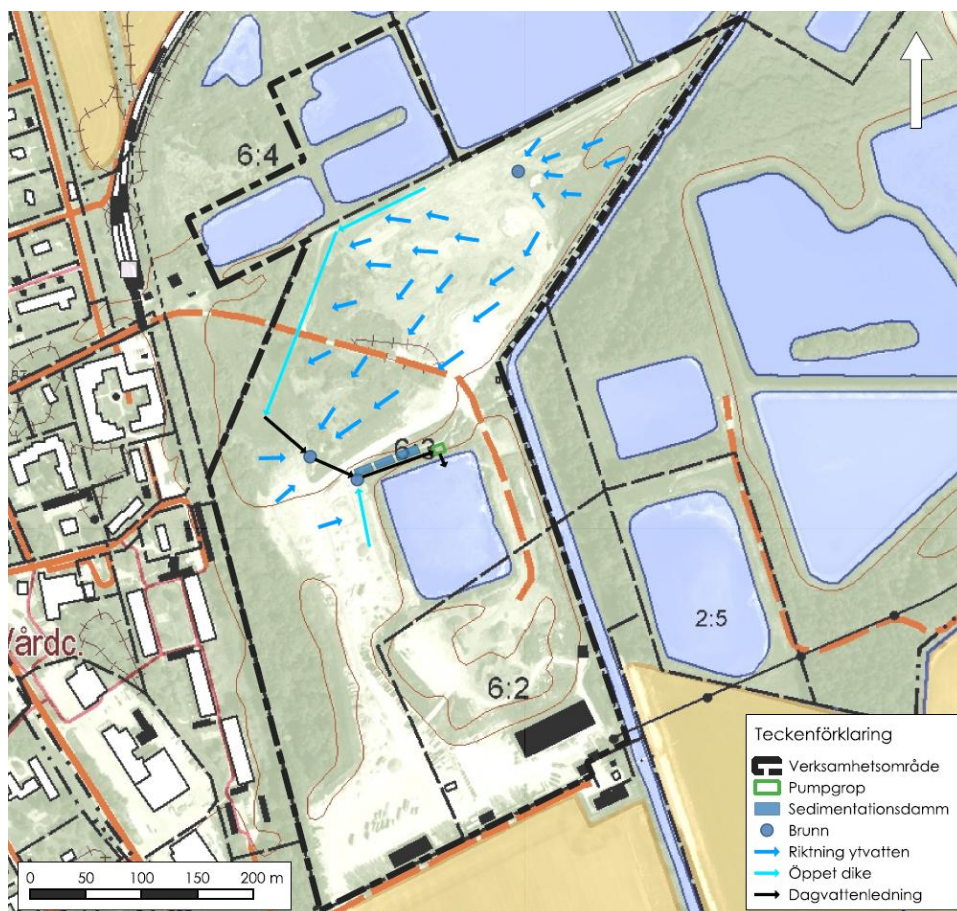 6:4
6:3
2:5
Vårdc.
6:2
Teckenförklaring
Verksamhetsområde
Pumpgrop
Sedimentationsdamm
Brunn
Riktning ytvatten
Öppet dike
Dagvattenledning
0 50 100 150 200 m